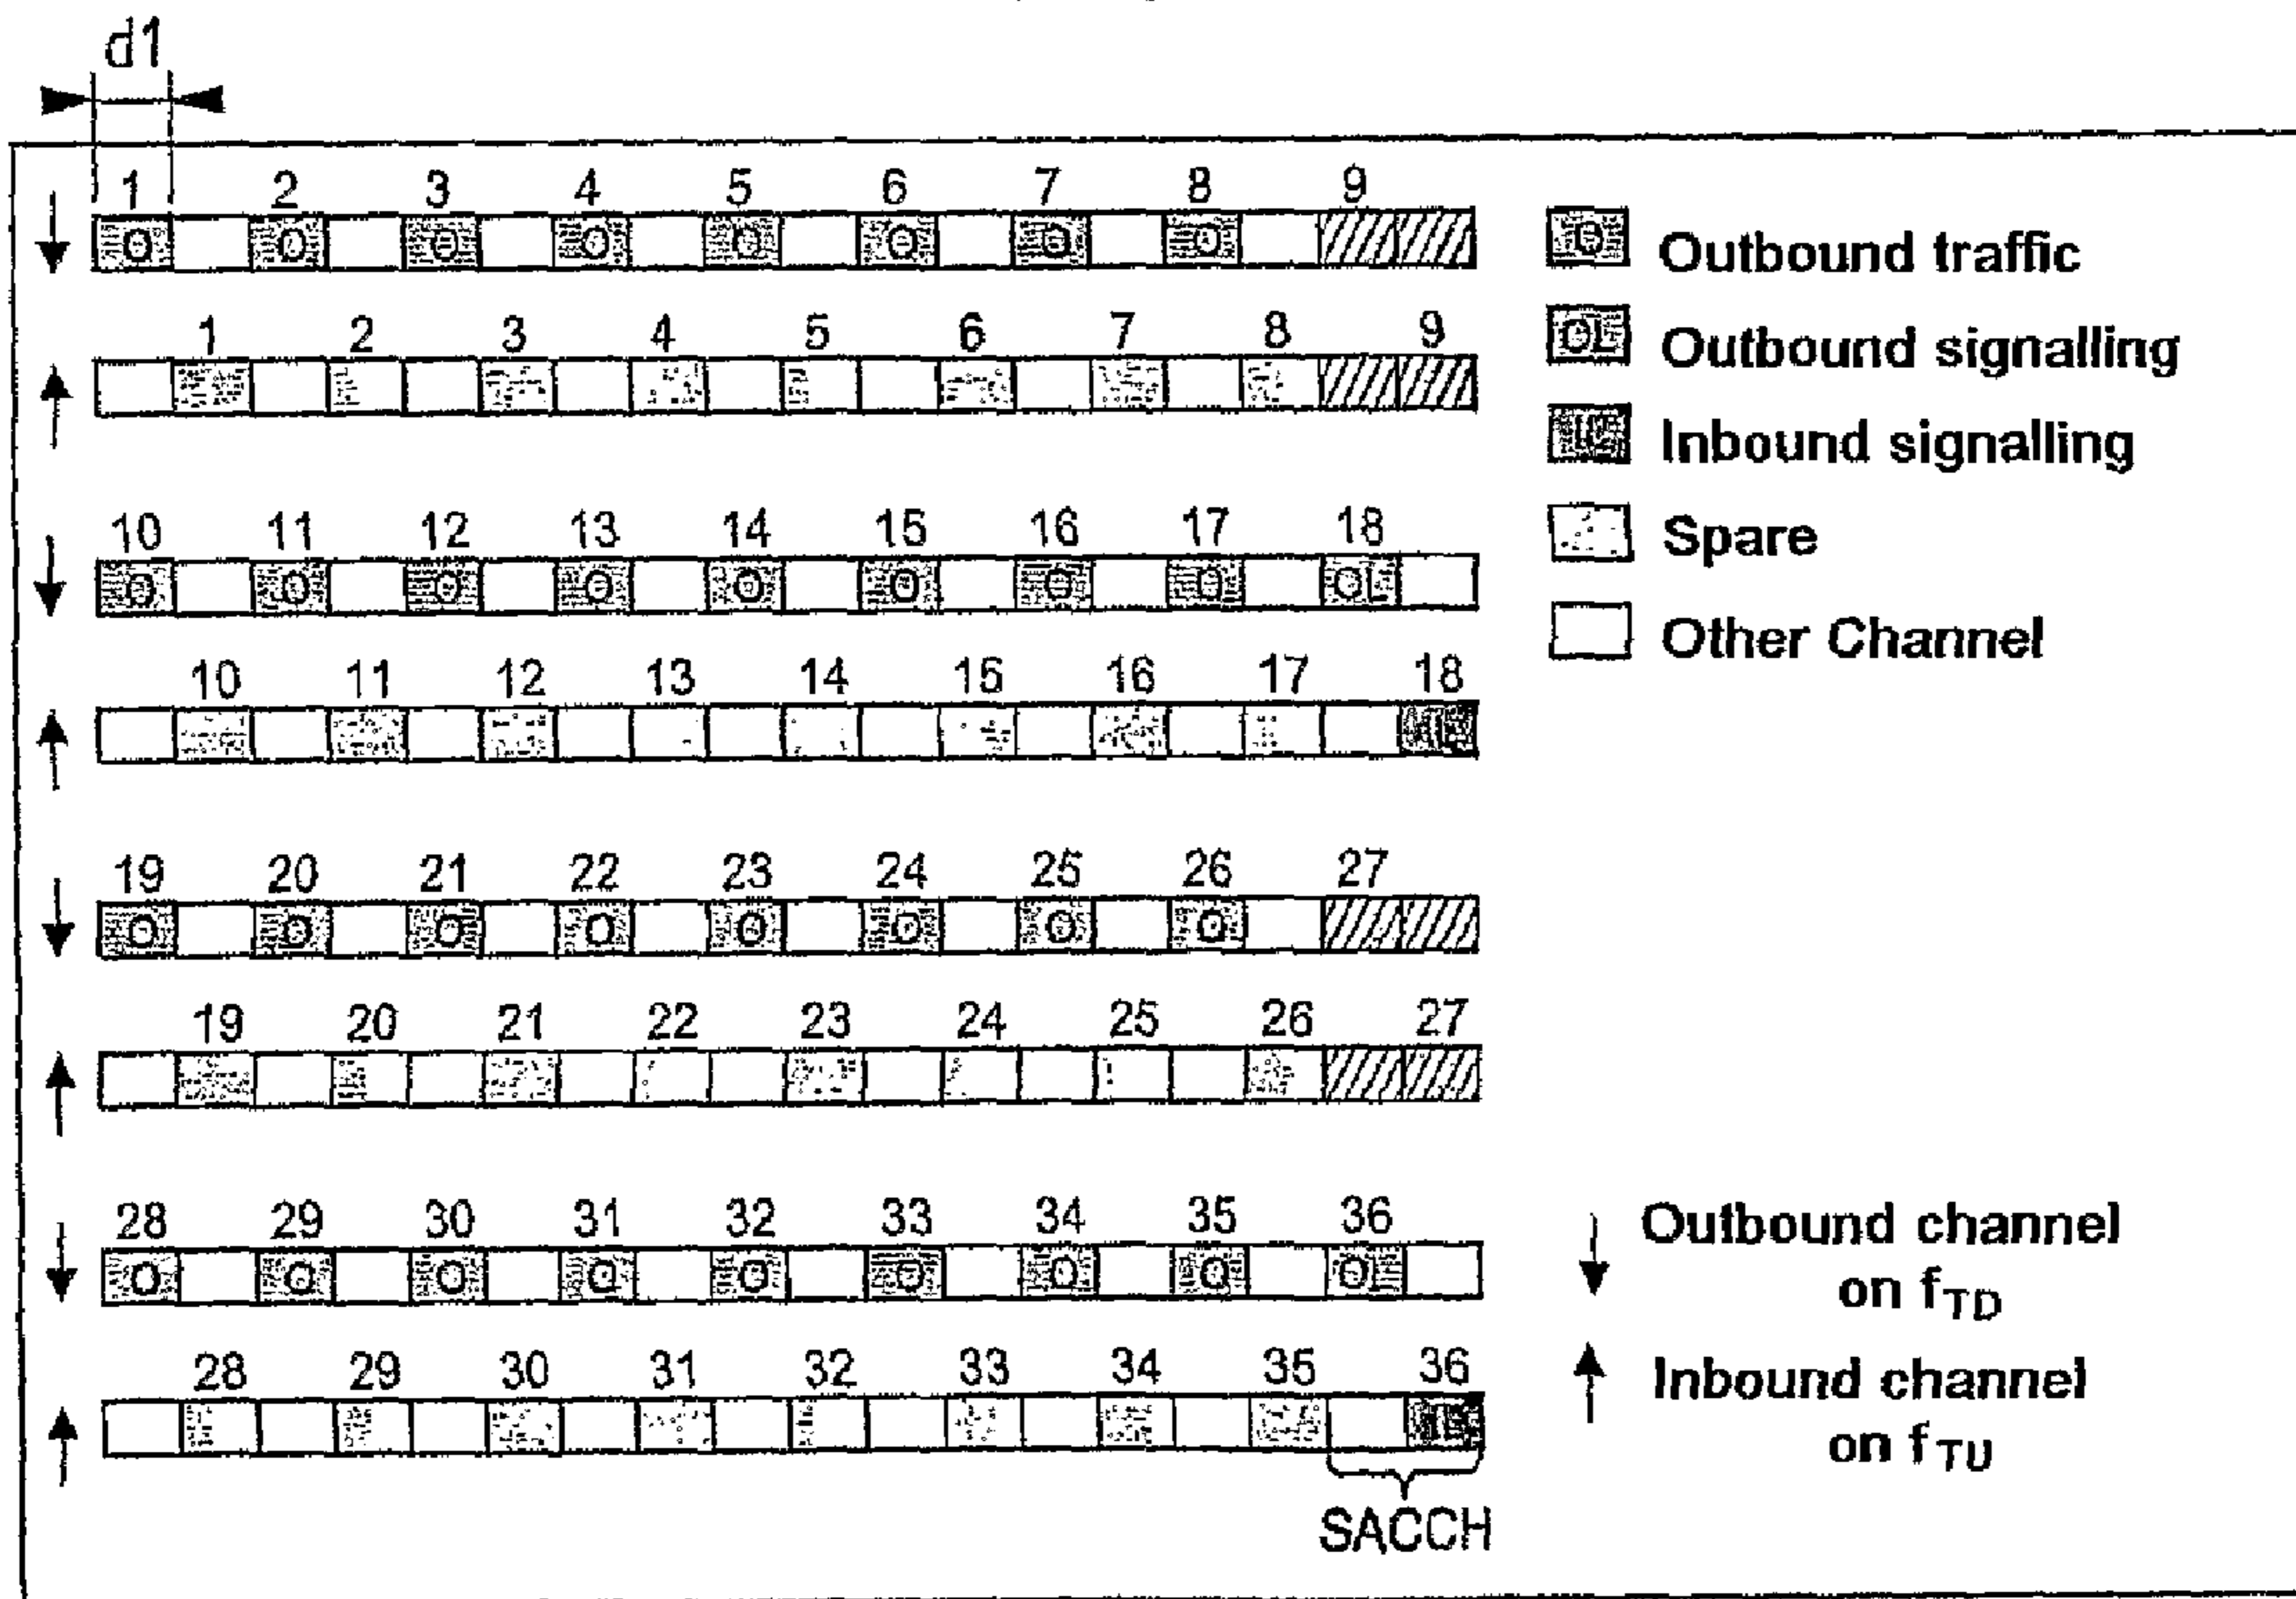 d1
1 2 3 4 5 6 7 8 9
O O O O O O O O
1 2 3 4 5 6 7 8 9
10 11 12 13 14 15 16 17 18
O O O O O O O O OL
10 11 12 13 14 15 16 17 18
19 20 21 22 23 24 25 26 27
O O O O O O O O
19 20 21 22 23 24 25 26 27
28 29 30 31 32 33 34 35 36
O O O O O O O O OL
28 29 30 31 32 33 34 35 36
SACCH
O Outbound traffic
OL Outbound signalling
Inbound signalling
Spare
Other Channel
Outbound channel
on fTD
Inbound channel
on fTU